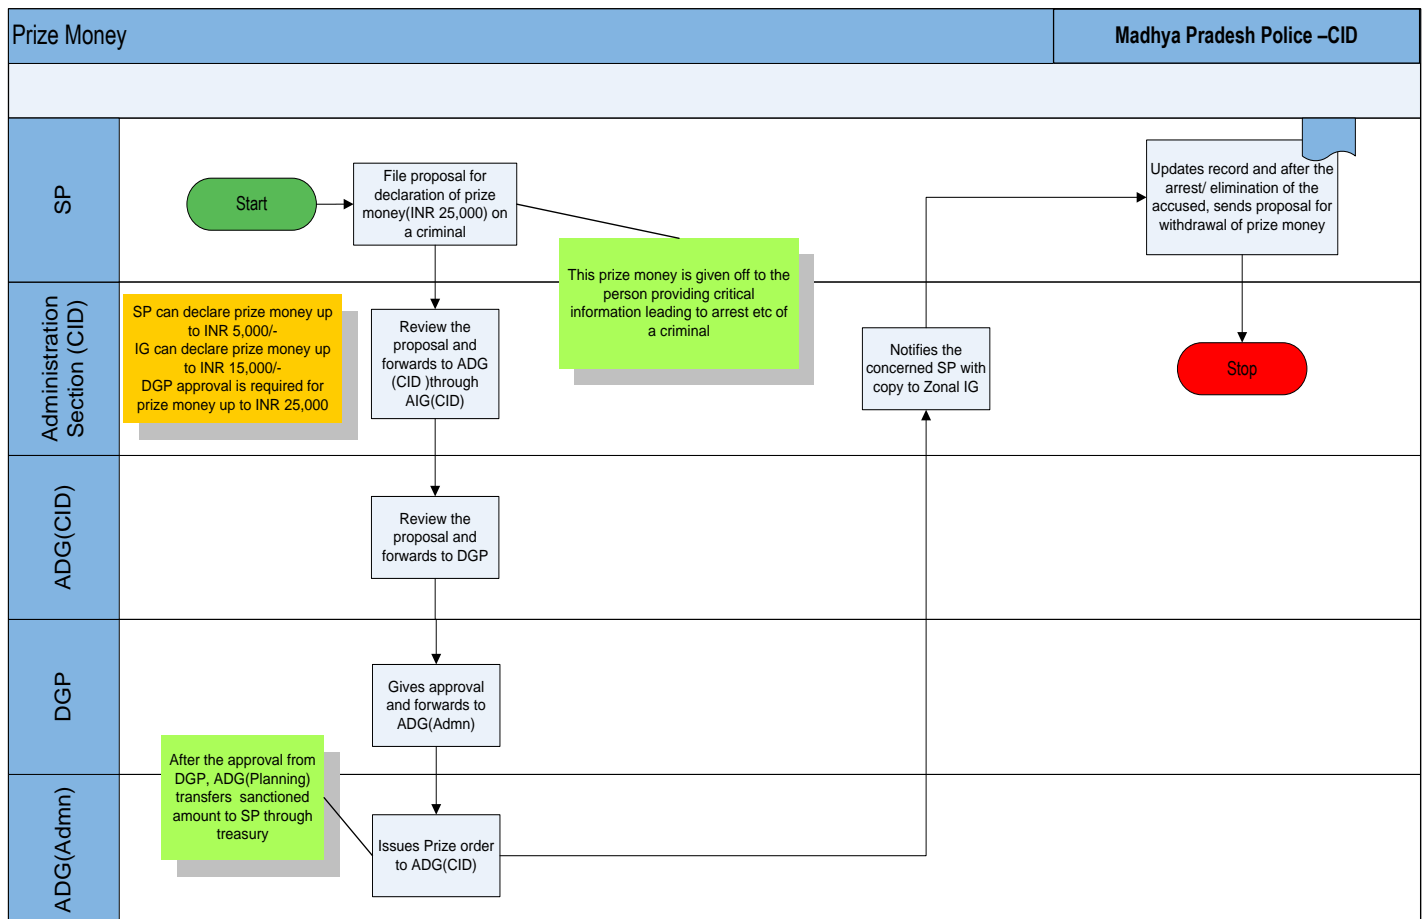 Prize Money
Madhya Pradesh Police –CID
SP
Start
File proposal for
declaration of prize
money(INR 25,000) on
a criminal
Updates record and after the
arrest/ elimination of the
accused, sends proposal for
withdrawal of prize money
This prize money is given off to the
person providing critical
information leading to arrest etc of
a criminal
Administration
Section (CID)
SP can declare prize money up
to INR 5,000/-
IG can declare prize money up
to INR 15,000/-
DGP approval is required for
prize money up to INR 25,000
Review the
proposal and
forwards to ADG
(CID )through
AIG(CID)
Notifies the
concerned SP with
copy to Zonal IG
Stop
ADG(CID)
Review the
proposal and
forwards to DGP
DGP
Gives approval
and forwards to
ADG(Admn)
ADG(Admn)
After the approval from
DGP, ADG(Planning)
transfers  sanctioned
amount to SP through
treasury
Issues Prize order
to ADG(CID)